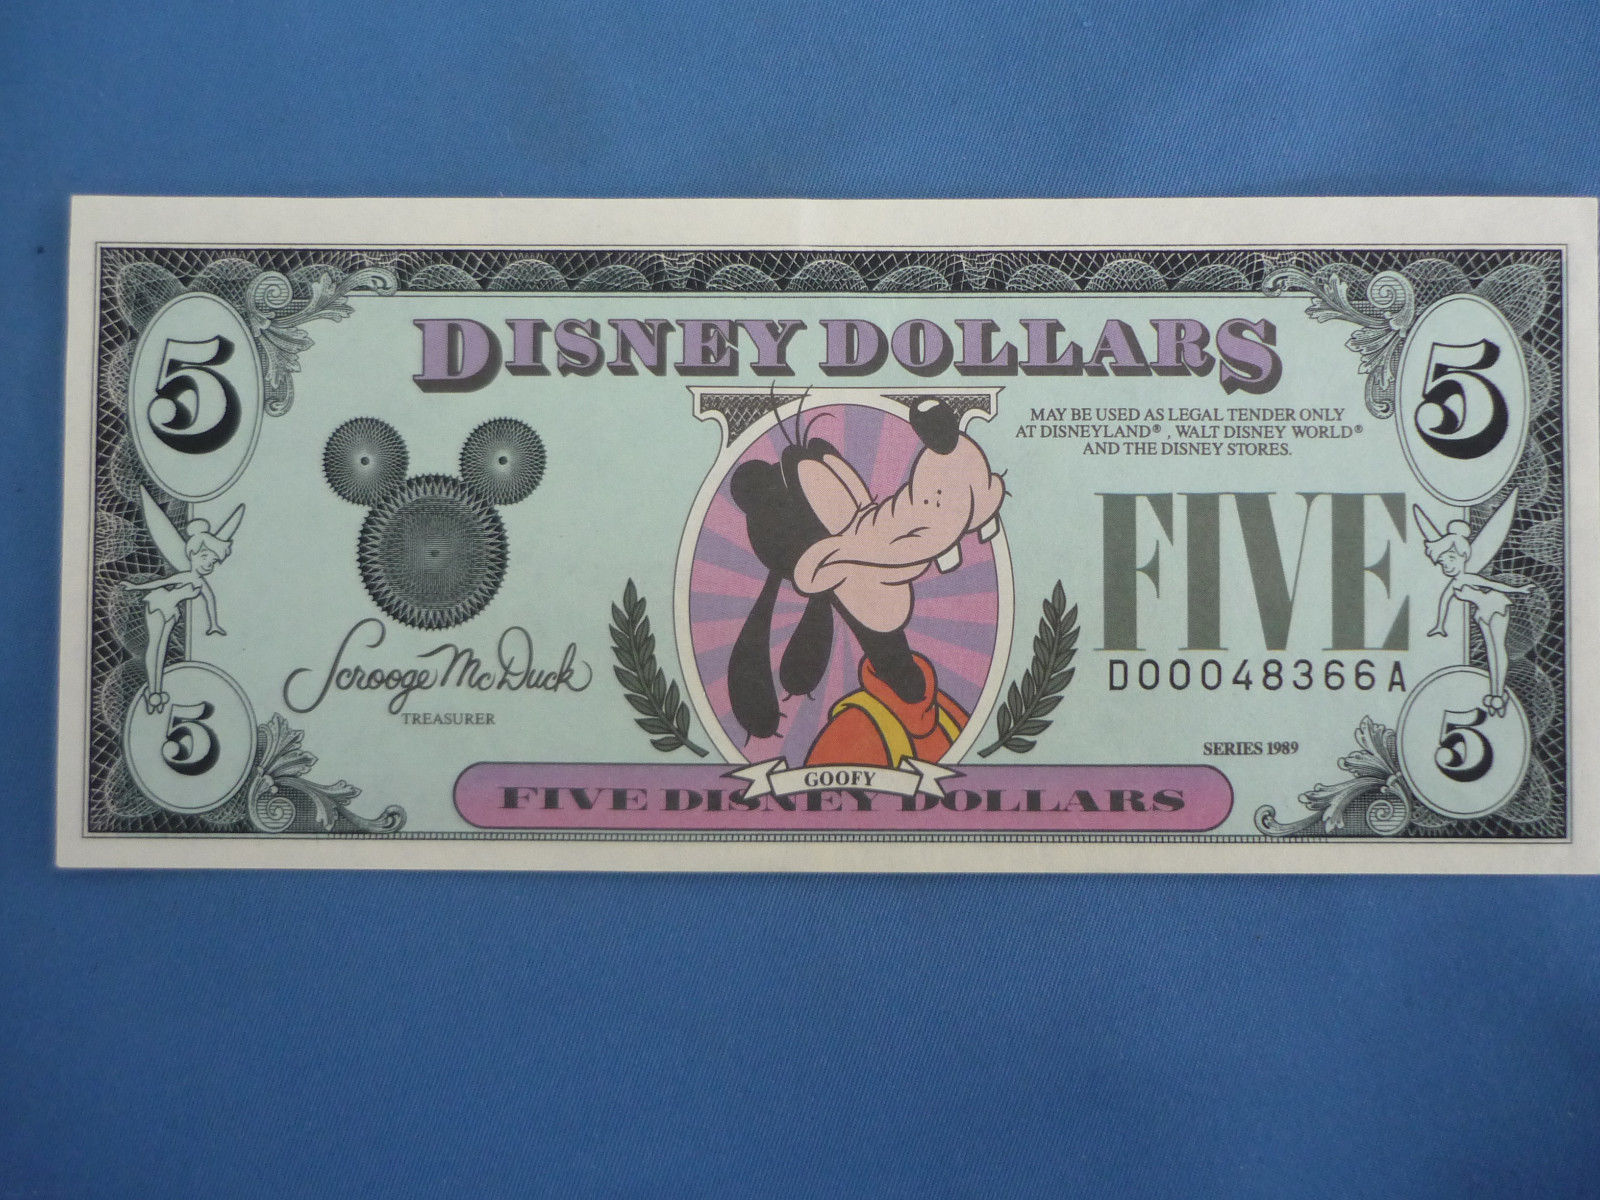 DISNEY DOLLARS
5
5
MAY BE USED AS LEGAL TENDER ONLY
AT DISNEYLAND® , WALT DISNEY WORLD®
AND THE DISNEY STORES.
FIVE
D00048366A
Scrooge McDuck
TREASURER
SERIES 1989
5
5
GOOFY
FIVE DISNEY DOLLARS